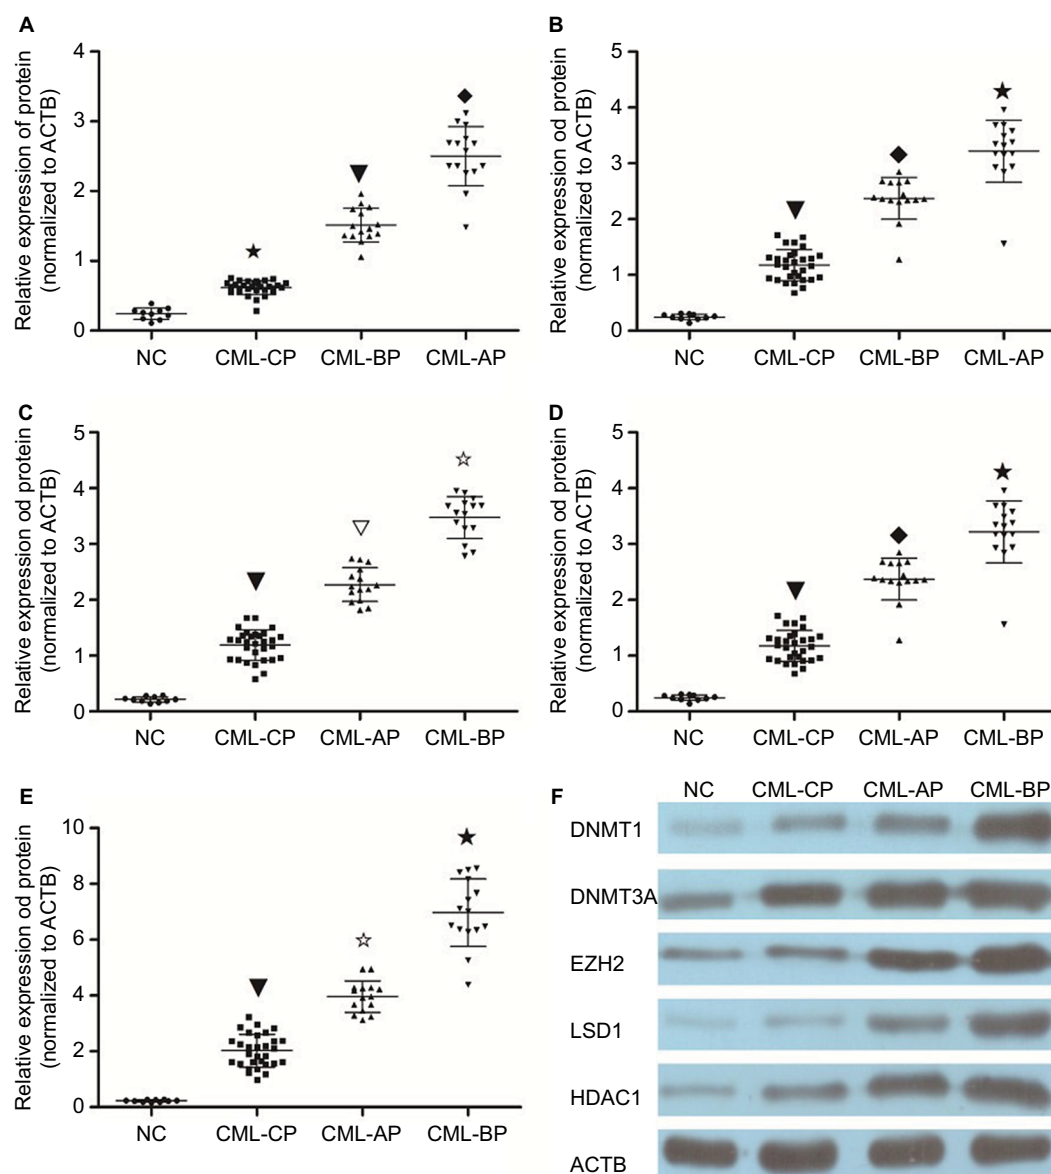 A
Relative expression of protein
(normalized to ACTB)
4
3
2
1
0
NC CML-CP CML-BP CML-AP
B
Relative expression od protein
(normalized to ACTB)
5
4
3
2
1
0
NC CML-CP CML-BP CML-AP
C
Relative expression od protein
(normalized to ACTB)
5
4
3
2
1
0
NC CML-CP CML-AP CML-BP
D
Relative expression od protein
(normalized to ACTB)
5
4
3
2
1
0
NC CML-CP CML-AP CML-BP
E
Relative expression od protein
(normalized to ACTB)
10
8
6
4
2
0
NC CML-CP CML-AP CML-BP
F
NC CML-CP CML-AP CML-BP
DNMT1
DNMT3A
EZH2
LSD1
HDAC1
ACTB